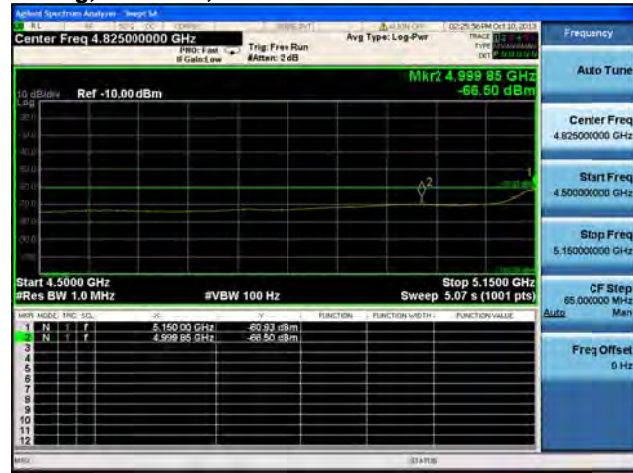 Agilent Spectrum Analyzer - Swept SA
02:25:56 PM Oct 10, 2013
Center Freq 4.825000000 GHz
PNO: Fast
IFGain:Low
Trig: Free Run
#Atten: 2 dB
Avg Type: Log-Pwr
TRACE
TYPE
DET
Frequency
Auto Tune
Mkr2 4.999 85 GHz
-66.50 dBm
10 dB/div
Log
Ref -10.00 dBm
Center Freq
4.825000000 GHz
Start Freq
4.500000000 GHz
Stop Freq
5.150000000 GHz
2
1
Start 4.5000 GHz
Stop 5.1500 GHz
#Res BW 1.0 MHz
#VBW 100 Hz
Sweep 5.07 s (1001 pts)
CF Step
65.000000 MHz
Auto Man
MKR MODE TRC SCL X Y FUNCTION FUNCTION WIDTH FUNCTION VALUE
1 N 1 f 5.150 00 GHz -60.93 dBm
2 N 1 f 4.999 85 GHz -66.50 dBm
3
4
5
6
7
8
9
10
11
12
Freq Offset
0 Hz
MSG
STATUS